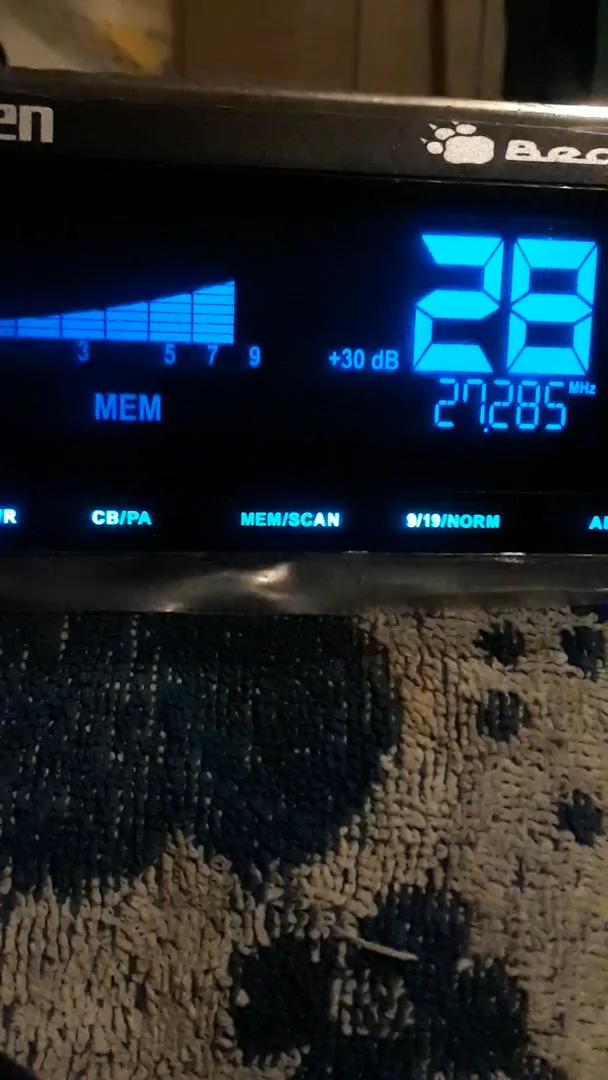 en
Bea
28
3 5 7 9 +30 dB
27.285 MHz
MEM
/R CB/PA MEM/SCAN 9/19/NORM